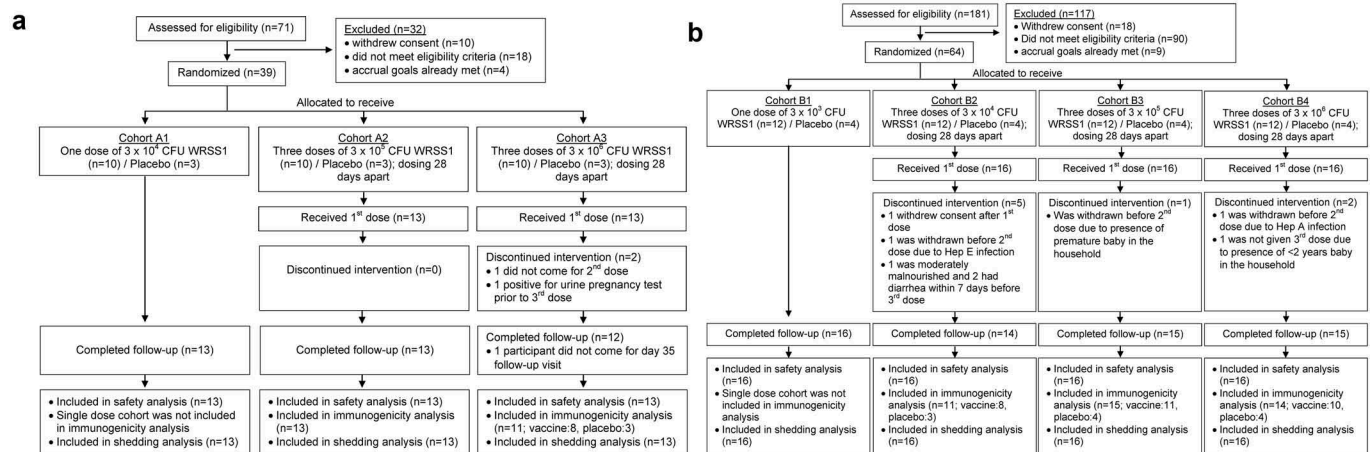 a
Assessed for eligibility (n=71)
Excluded (n=32)
• withdrew consent (n=10)
• did not meet eligibility criteria (n=18)
• accrual goals already met (n=4)
Randomized (n=39)
Allocated to receive
Cohort A1
One dose of 3 x 10⁴ CFU WRSS1
(n=10) / Placebo (n=3)
Cohort A2
Three doses of 3 x 10⁵ CFU WRSS1
(n=10) / Placebo (n=3); dosing 28
days apart
Cohort A3
Three doses of 3 x 10⁶ CFU WRSS1
(n=10) / Placebo (n=3); dosing 28
days apart
Received 1st dose (n=13)
Received 1st dose (n=13)
Discontinued intervention (n=0)
Discontinued intervention (n=2)
• 1 did not come for 2nd dose
• 1 positive for urine pregnancy test
prior to 3rd dose
Completed follow-up (n=13)
Completed follow-up (n=13)
Completed follow-up (n=12)
• 1 participant did not come for day 35
follow-up visit
• Included in safety analysis (n=13)
• Single dose cohort was not included
in immunogenicity analysis
• Included in shedding analysis (n=13)
• Included in safety analysis (n=13)
• Included in immunogenicity analysis
(n=13)
• Included in shedding analysis (n=13)
• Included in safety analysis (n=13)
• Included in immunogenicity analysis
(n=11; vaccine:8, placebo:3)
• Included in shedding analysis (n=13)
b
Assessed for eligibility (n=181)
Excluded (n=117)
• Withdrew consent (n=18)
• Did not meet eligibility criteria (n=90)
• accrual goals already met (n=9)
Randomized (n=64)
Allocated to receive
Cohort B1
One dose of 3 x 10³ CFU
WRSS1 (n=12) / Placebo (n=4)
Cohort B2
Three doses of 3 x 10⁴ CFU
WRSS1 (n=12) / Placebo (n=4);
dosing 28 days apart
Cohort B3
Three doses of 3 x 10⁵ CFU
WRSS1 (n=12) / Placebo (n=4);
dosing 28 days apart
Cohort B4
Three doses of 3 x 10⁶ CFU
WRSS1 (n=12) / Placebo (n=4);
dosing 28 days apart
Received 1st dose (n=16)
Received 1st dose (n=16)
Received 1st dose (n=16)
Discontinued intervention (n=5)
• 1 withdrew consent after 1st
dose
• 1 was withdrawn before 2nd
dose due to Hep E infection
• 1 was moderately
malnourished and 2 had
diarrhea within 7 days before
3rd dose
Discontinued intervention (n=1)
• Was withdrawn before 2nd
dose due to presence of
premature baby in the
household
Discontinued intervention (n=2)
• 1 was withdrawn before 2nd
dose due to Hep A infection
• 1 was not given 3rd dose due
to presence of <2 years baby
in the household
Completed follow-up (n=16)
Completed follow-up (n=14)
Completed follow-up (n=15)
Completed follow-up (n=15)
• Included in safety analysis
(n=16)
• Single dose cohort was not
included in immunogenicity
analysis
• Included in shedding analysis
(n=16)
• Included in safety analysis
(n=16)
• Included in immunogenicity
analysis (n=11; vaccine:8,
placebo:3)
• Included in shedding analysis
(n=16)
• Included in safety analysis
(n=16)
• Included in immunogenicity
analysis (n=15; vaccine:11,
placebo:4)
• Included in shedding analysis
(n=16)
• Included in safety analysis
(n=16)
• Included in immunogenicity
analysis (n=14; vaccine:10,
placebo:4)
• Included in shedding analysis
(n=16)